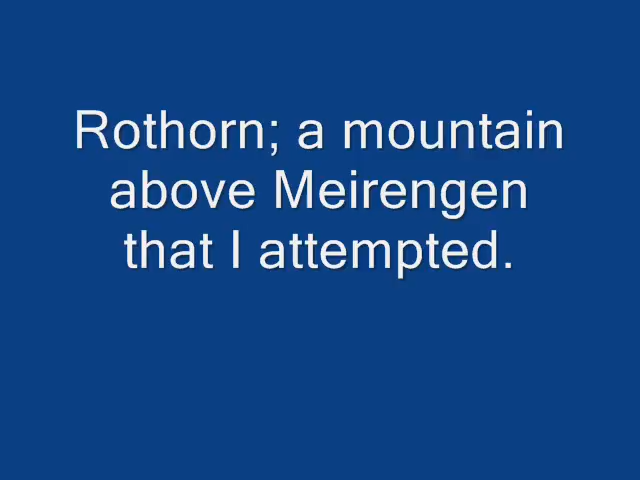 Rothorn; a mountain
above Meirengen
that I attempted.